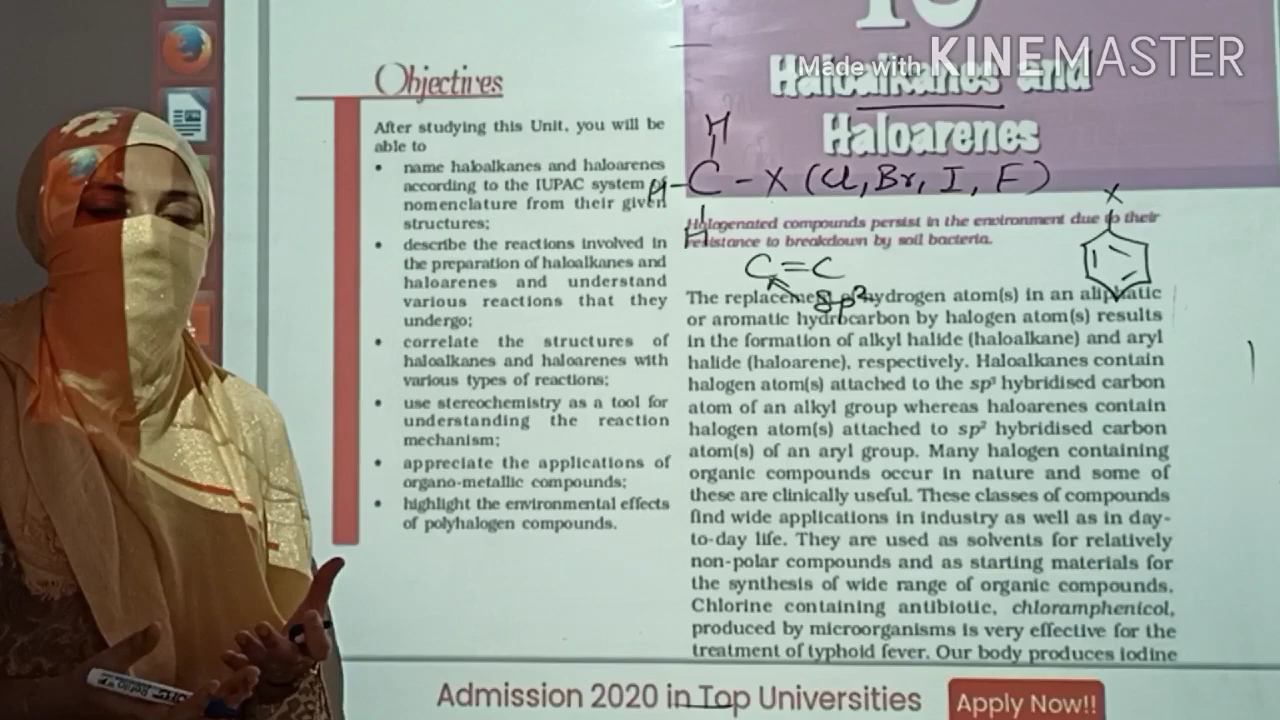 10
Haloalkanes and
Haloarenes
Made with KINEMASTER
Objectives
After studying this Unit, you will be
able to
• name haloalkanes and haloarenes
according to the IUPAC system of
nomenclature from their given
structures;
• describe the reactions involved in
the preparation of haloalkanes and
haloarenes and understand
various reactions that they
undergo;
• correlate the structures of
haloalkanes and haloarenes with
various types of reactions;
• use stereochemistry as a tool for
understanding the reaction
mechanism;
• appreciate the applications of
organo-metallic compounds;
• highlight the environmental effects
of polyhalogen compounds.
H
H-C-X (Cl, Br, I, F)
H
X
Halogenated compounds persist in the environment due to their
resistance to breakdown by soil bacteria.
C=C
sp²
The replacement of hydrogen atom(s) in an aliphatic
or aromatic hydrocarbon by halogen atom(s) results
in the formation of alkyl halide (haloalkane) and aryl
halide (haloarene), respectively. Haloalkanes contain
halogen atom(s) attached to the sp³ hybridised carbon
atom of an alkyl group whereas haloarenes contain
halogen atom(s) attached to sp² hybridised carbon
atom(s) of an aryl group. Many halogen containing
organic compounds occur in nature and some of
these are clinically useful. These classes of compounds
find wide applications in industry as well as in day-
to-day life. They are used as solvents for relatively
non-polar compounds and as starting materials for
the synthesis of wide range of organic compounds.
Chlorine containing antibiotic, chloramphenicol,
produced by microorganisms is very effective for the
treatment of typhoid fever. Our body produces iodine
Admission 2020 in Top Universities
Apply Now!!